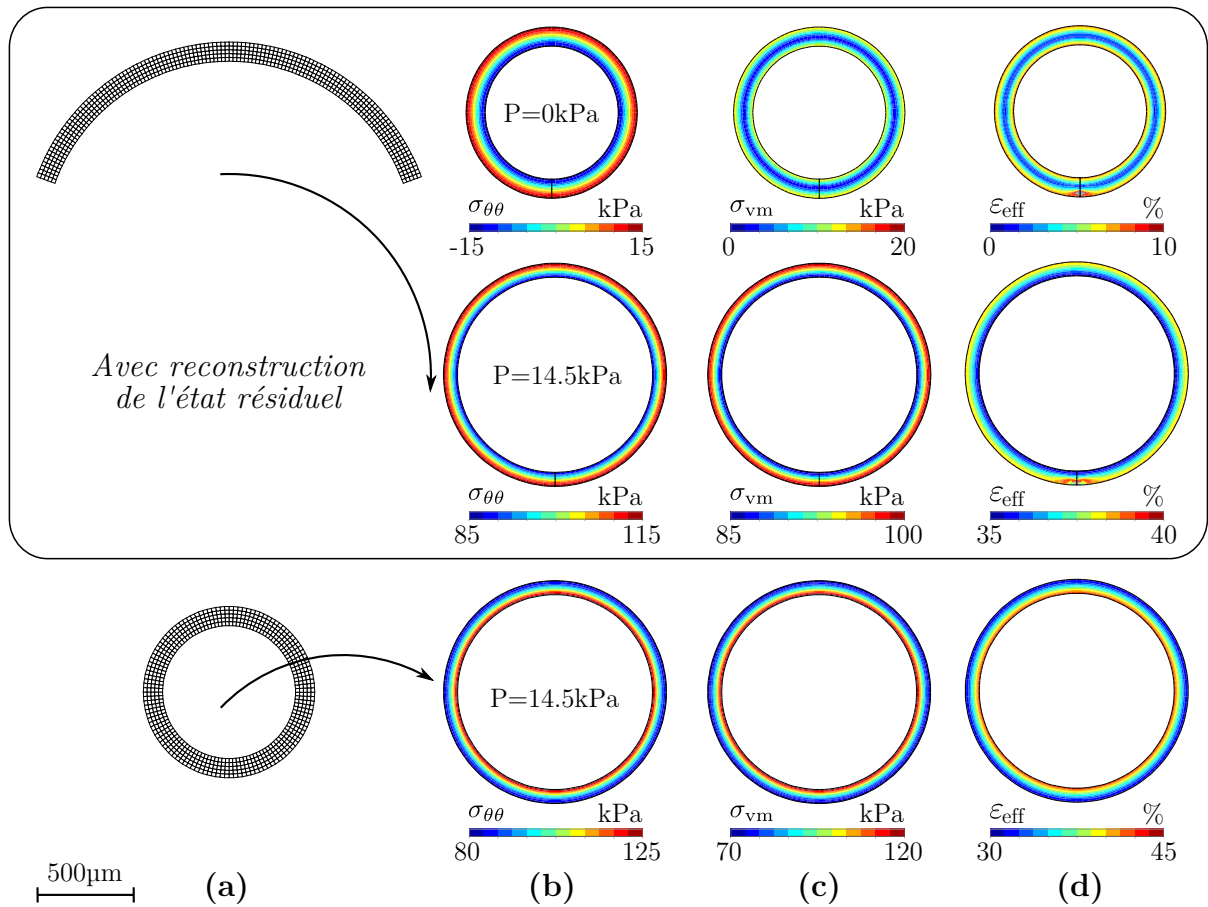 P=0kPa
σθθ kPa
-15 15
σvm kPa
0 20
εeff %
0 10
Avec reconstruction
de l'état résiduel
P=14.5kPa
σθθ kPa
85 115
σvm kPa
85 100
εeff %
35 40
P=14.5kPa
σθθ kPa
80 125
σvm kPa
70 120
εeff %
30 45
500µm
(a) (b) (c) (d)